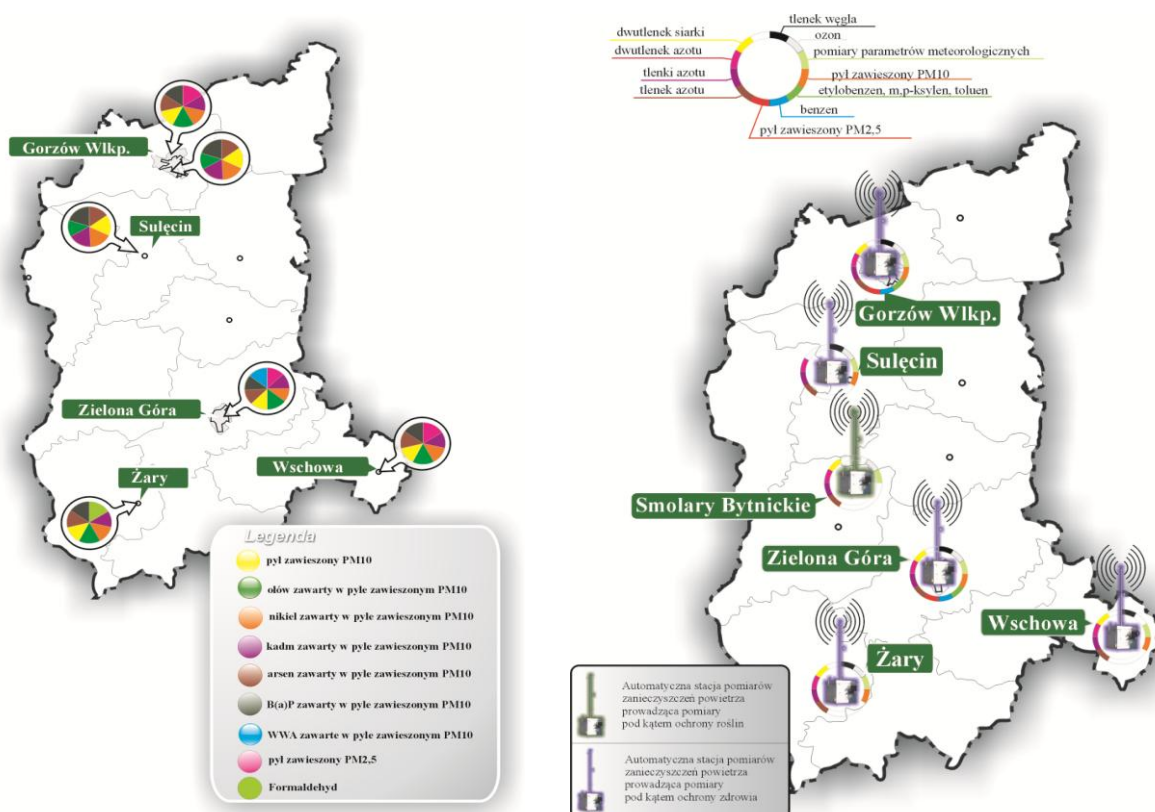 Gorzów Wlkp.
Sulęcin
Zielona Góra
Wschowa
Żary
Legenda
pył zawieszony PM10
ołów zawarty w pyle zawieszonym PM10
nikiel zawarty w pyle zawieszonym PM10
kadm zawarty w pyle zawieszonym PM10
arsen zawarty w pyle zawieszonym PM10
B(a)P zawarty w pyle zawieszonym PM10
WWA zawarte w pyle zawieszonym PM10
pył zawieszony PM2,5
Formaldehyd
tlenek węgla
dwutlenek siarki
ozon
dwutlenek azotu
pomiary parametrów meteorologicznych
tlenki azotu
pył zawieszony PM10
tlenek azotu
etylobenzen, m,p-ksylen, toluen
benzen
pył zawieszony PM2,5
Gorzów Wlkp.
Sulęcin
Smolary Bytnickie
Zielona Góra
Wschowa
Żary
Automatyczna stacja pomiarów
zanieczyszczeń powietrza
prowadząca pomiary
pod kątem ochrony roślin
Automatyczna stacja pomiarów
zanieczyszczeń powietrza
prowadząca pomiary
pod kątem ochrony zdrowia